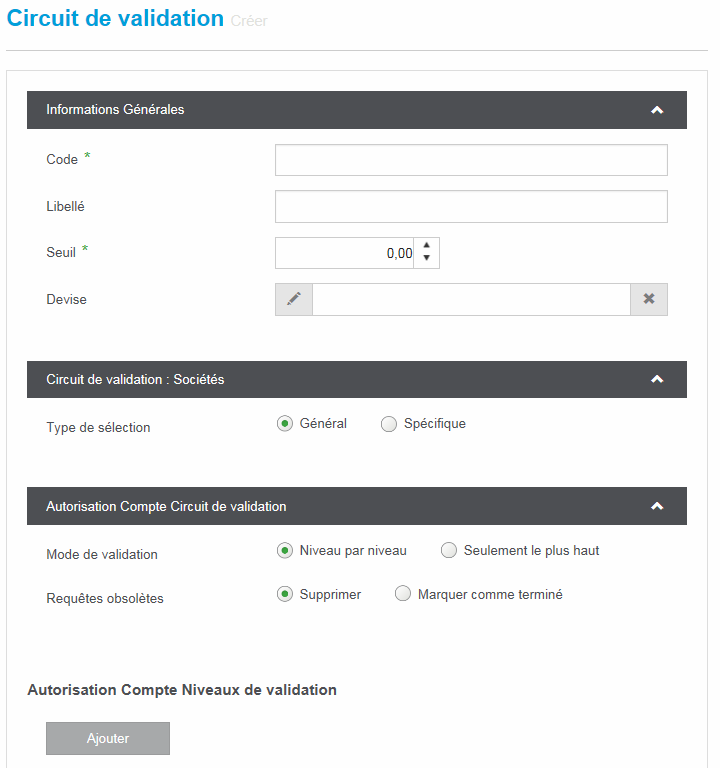 Circuit de validation Créer
Informations Générales
Code *
Libellé
Seuil * 0,00
Devise
Circuit de validation : Sociétés
Type de sélection Général Spécifique
Autorisation Compte Circuit de validation
Mode de validation Niveau par niveau Seulement le plus haut
Requêtes obsolètes Supprimer Marquer comme terminé
Autorisation Compte Niveaux de validation
Ajouter